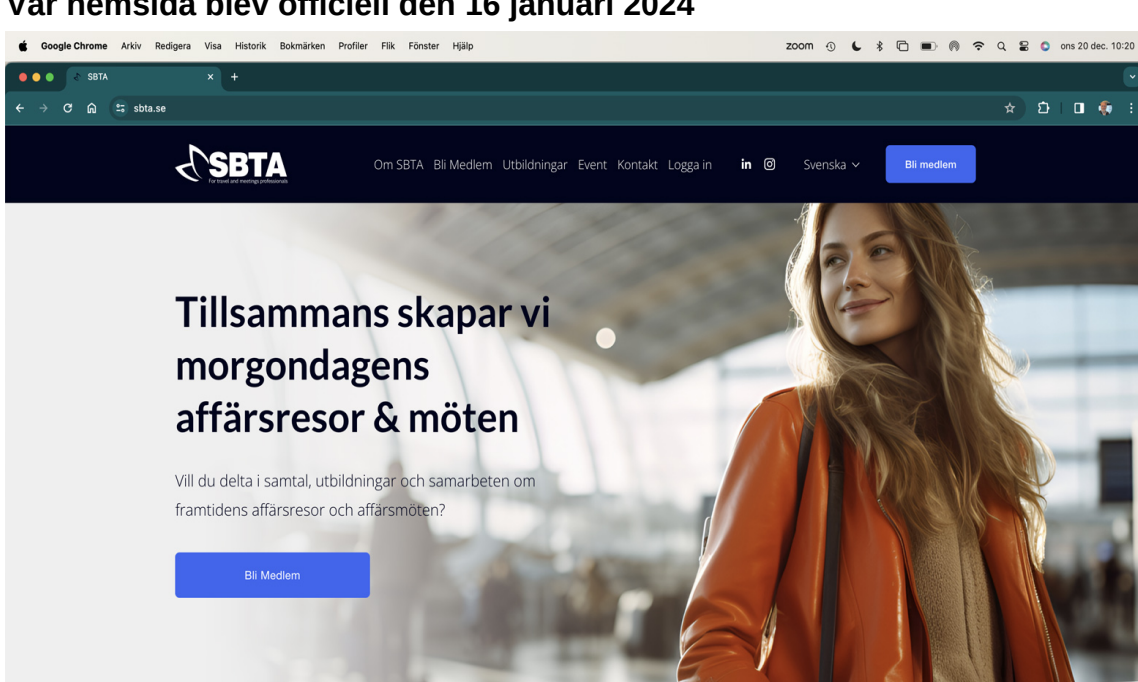 Vår hemsida blev officiell den 16 januari 2024
Google Chrome Arkiv Redigera Visa Historik Bokmärken Profiler Flik Fönster Hjälp zoom ons 20 dec. 10:20
SBTA × +
sbta.se
SBTA
For travel and meetings professionals
Om SBTA Bli Medlem Utbildningar Event Kontakt Logga in in Svenska Bli medlem
Tillsammans skapar vi
morgondagens
affärsresor & möten
Vill du delta i samtal, utbildningar och samarbeten om
framtidens affärsresor och affärsmöten?
Bli Medlem